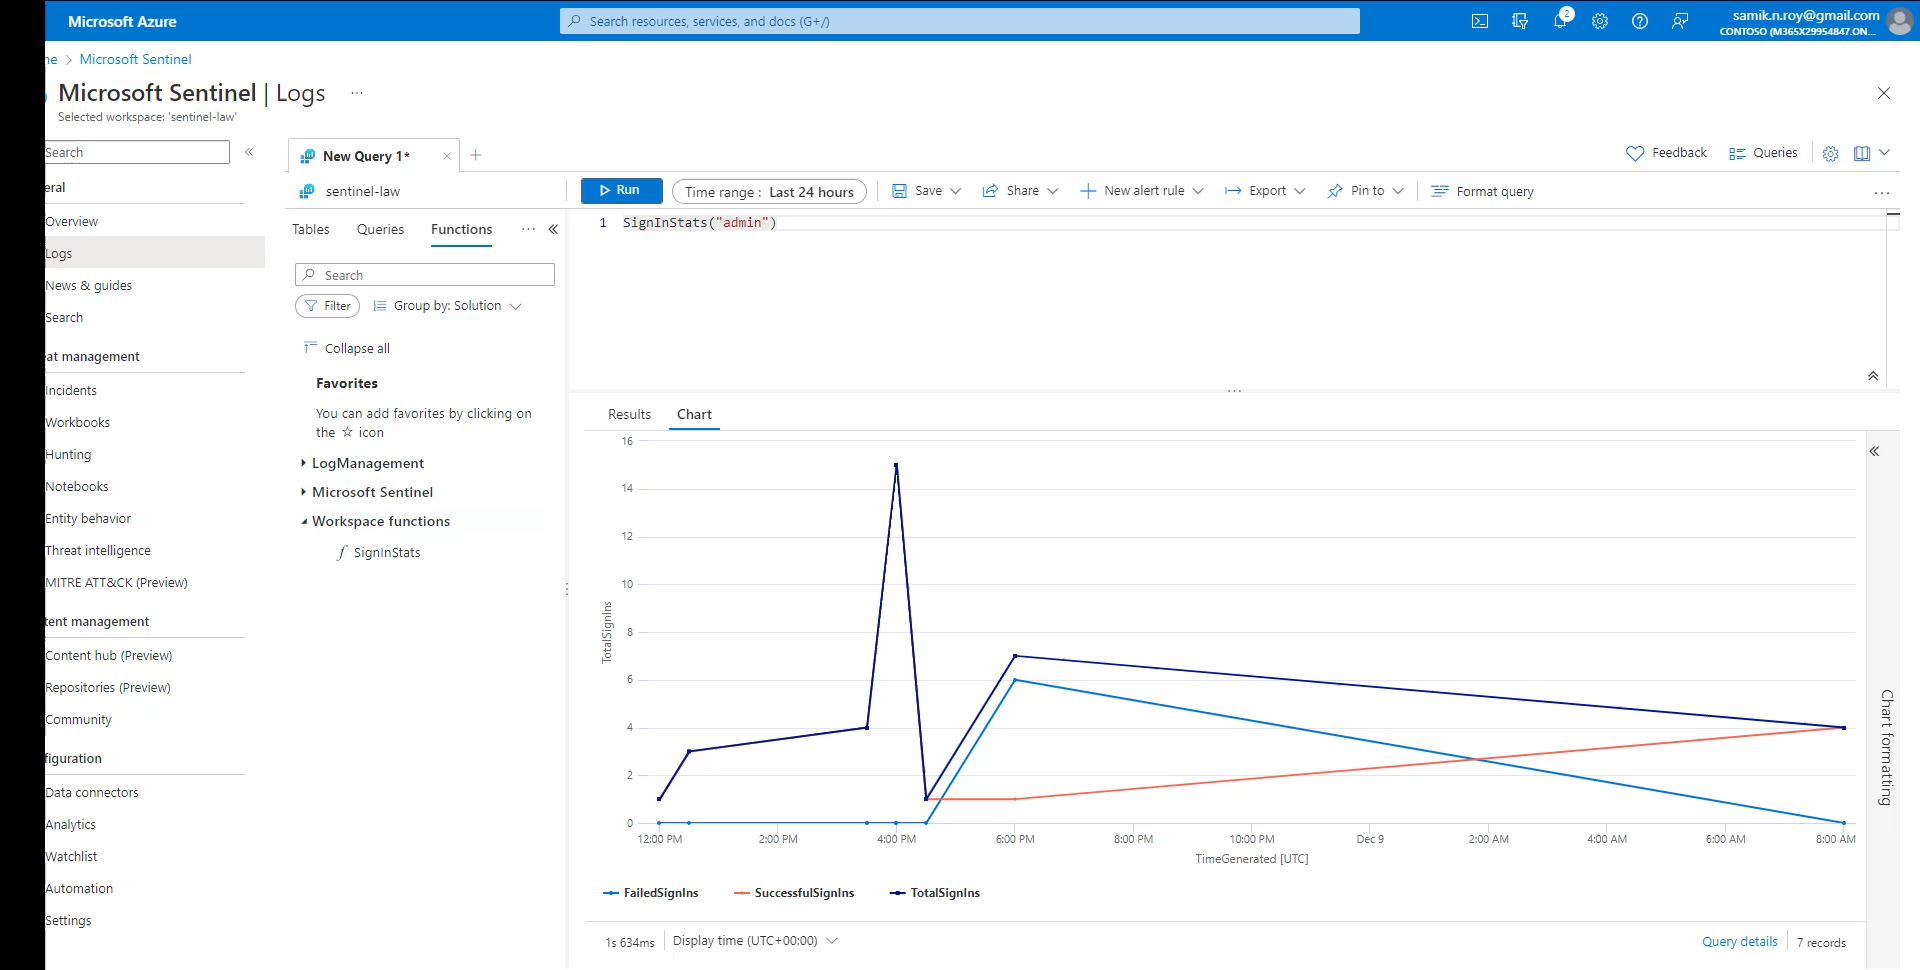 Microsoft Azure
Search resources, services, and docs (G+/)
2
samik.n.roy@gmail.com
CONTOSO (M365X29954847.ON...
me > Microsoft Sentinel
Microsoft Sentinel | Logs ...
Selected workspace: 'sentinel-law'
Search
«
eral
Overview
Logs
News & guides
Search
eat management
Incidents
Workbooks
Hunting
Notebooks
Entity behavior
Threat intelligence
MITRE ATT&CK (Preview)
tent management
Content hub (Preview)
Repositories (Preview)
Community
figuration
Data connectors
Analytics
Watchlist
Automation
Settings
New Query 1*
Feedback
Queries
sentinel-law
Run
Time range : Last 24 hours
Save
Share
New alert rule
Export
Pin to
Format query
...
Tables
Queries
Functions
...
«
Search
Filter
Group by: Solution
Collapse all
Favorites
You can add favorites by clicking on
the ☆ icon
LogManagement
Microsoft Sentinel
Workspace functions
f SignInStats
1 SignInStats("admin")
Results
Chart
16
14
12
10
8
6
4
2
0
TotalSignIns
12:00 PM
2:00 PM
4:00 PM
6:00 PM
8:00 PM
10:00 PM
Dec 9
2:00 AM
4:00 AM
6:00 AM
8:00 AM
TimeGenerated [UTC]
FailedSignIns
SuccessfulSignIns
TotalSignIns
«
Chart formatting
1s 634ms
Display time (UTC+00:00)
Query details
7 records